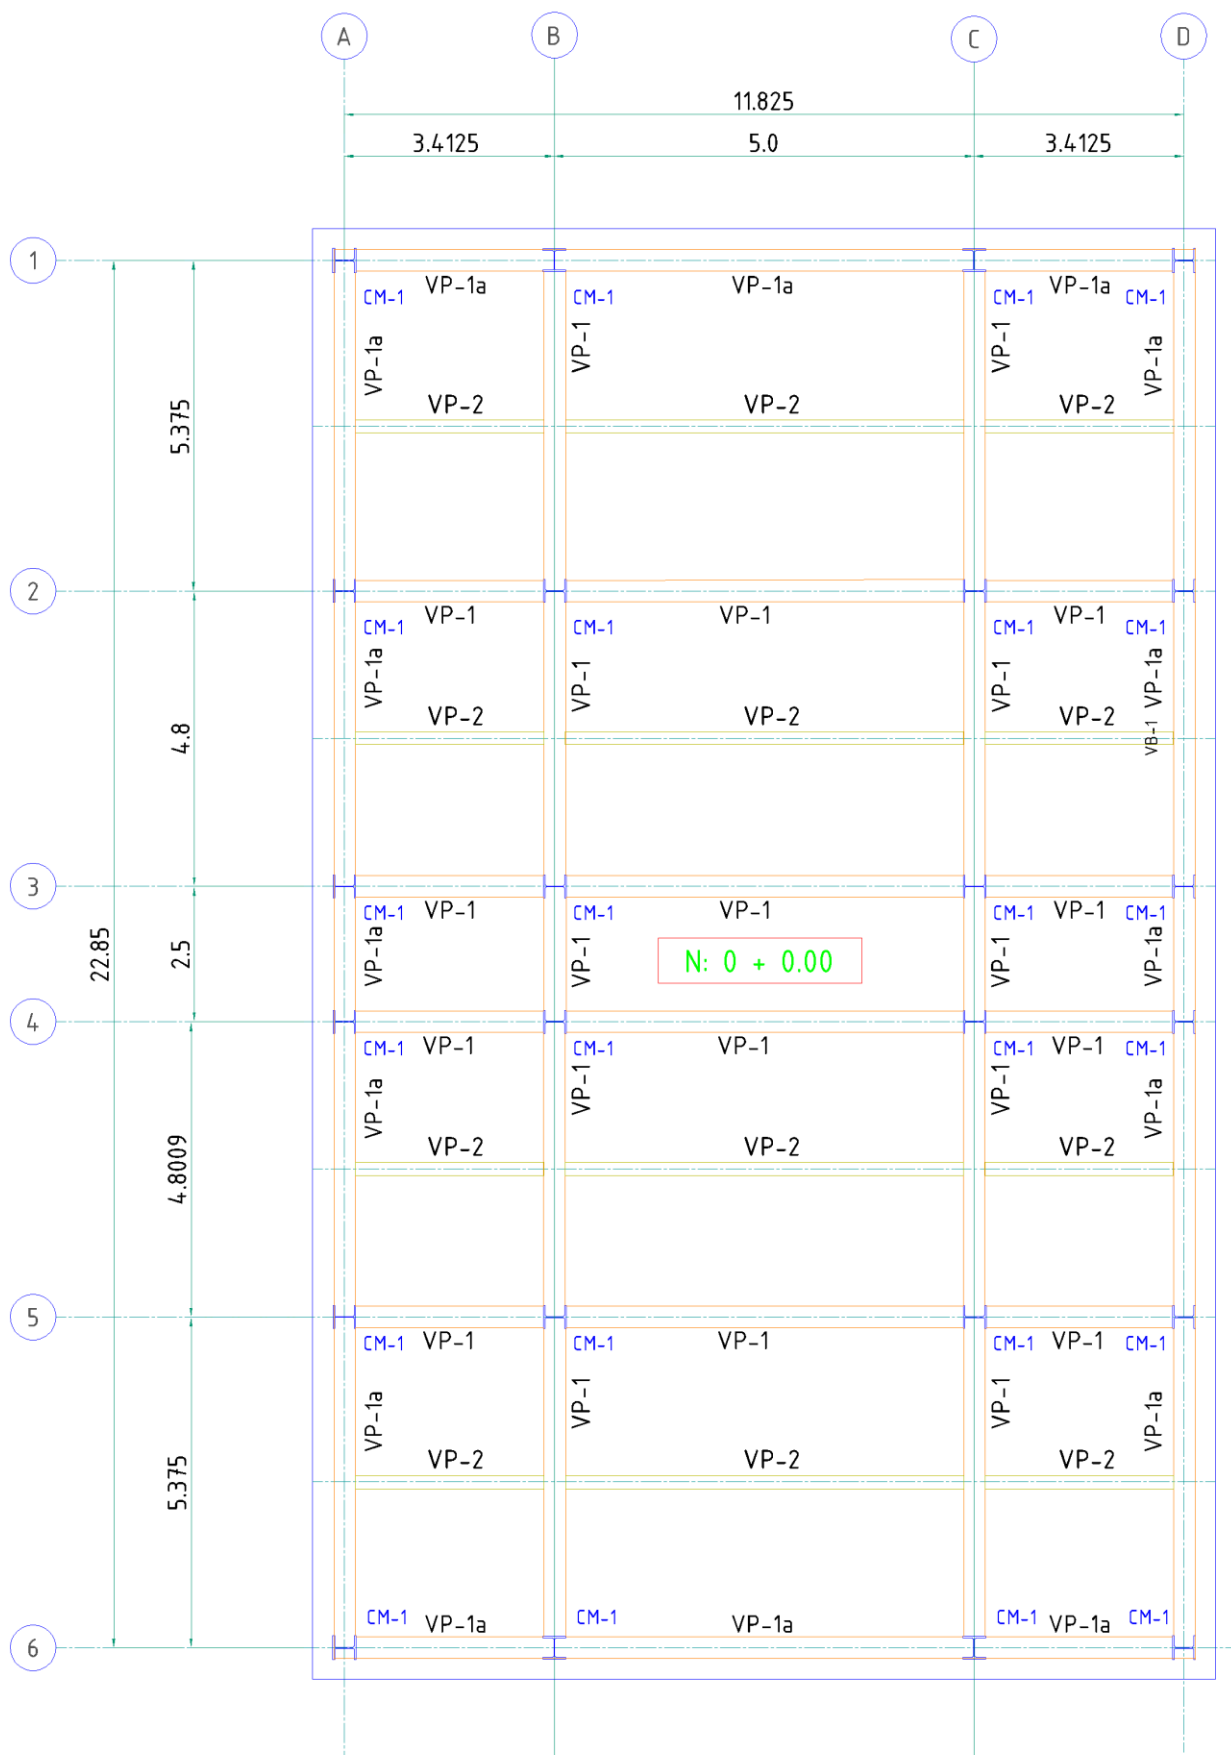 A B C D
11.825
3.4125 5.0 3.4125
1
VP-1a VP-1a VP-1a
CM-1 CM-1 CM-1 CM-1
VP-1a VP-1 VP-1 VP-1a
VP-2 VP-2 VP-2
5.375
2
VP-1 VP-1 VP-1
CM-1 CM-1 CM-1 CM-1
VP-1a VP-1 VP-1 VP-1a
VP-2 VP-2 VP-2
VB-1
4.8
3
VP-1 VP-1 VP-1
CM-1 CM-1 CM-1 CM-1
22.85
2.5
VP-1a VP-1 N: 0 + 0.00 VP-1 VP-1a
4
VP-1 VP-1 VP-1
CM-1 CM-1 CM-1 CM-1
VP-1a VP-1 VP-1 VP-1a
VP-2 VP-2 VP-2
4.8009
5
VP-1 VP-1 VP-1
CM-1 CM-1 CM-1 CM-1
VP-1a VP-1 VP-1 VP-1a
VP-2 VP-2 VP-2
5.375
CM-1 CM-1 CM-1 CM-1
VP-1a VP-1a VP-1a
6